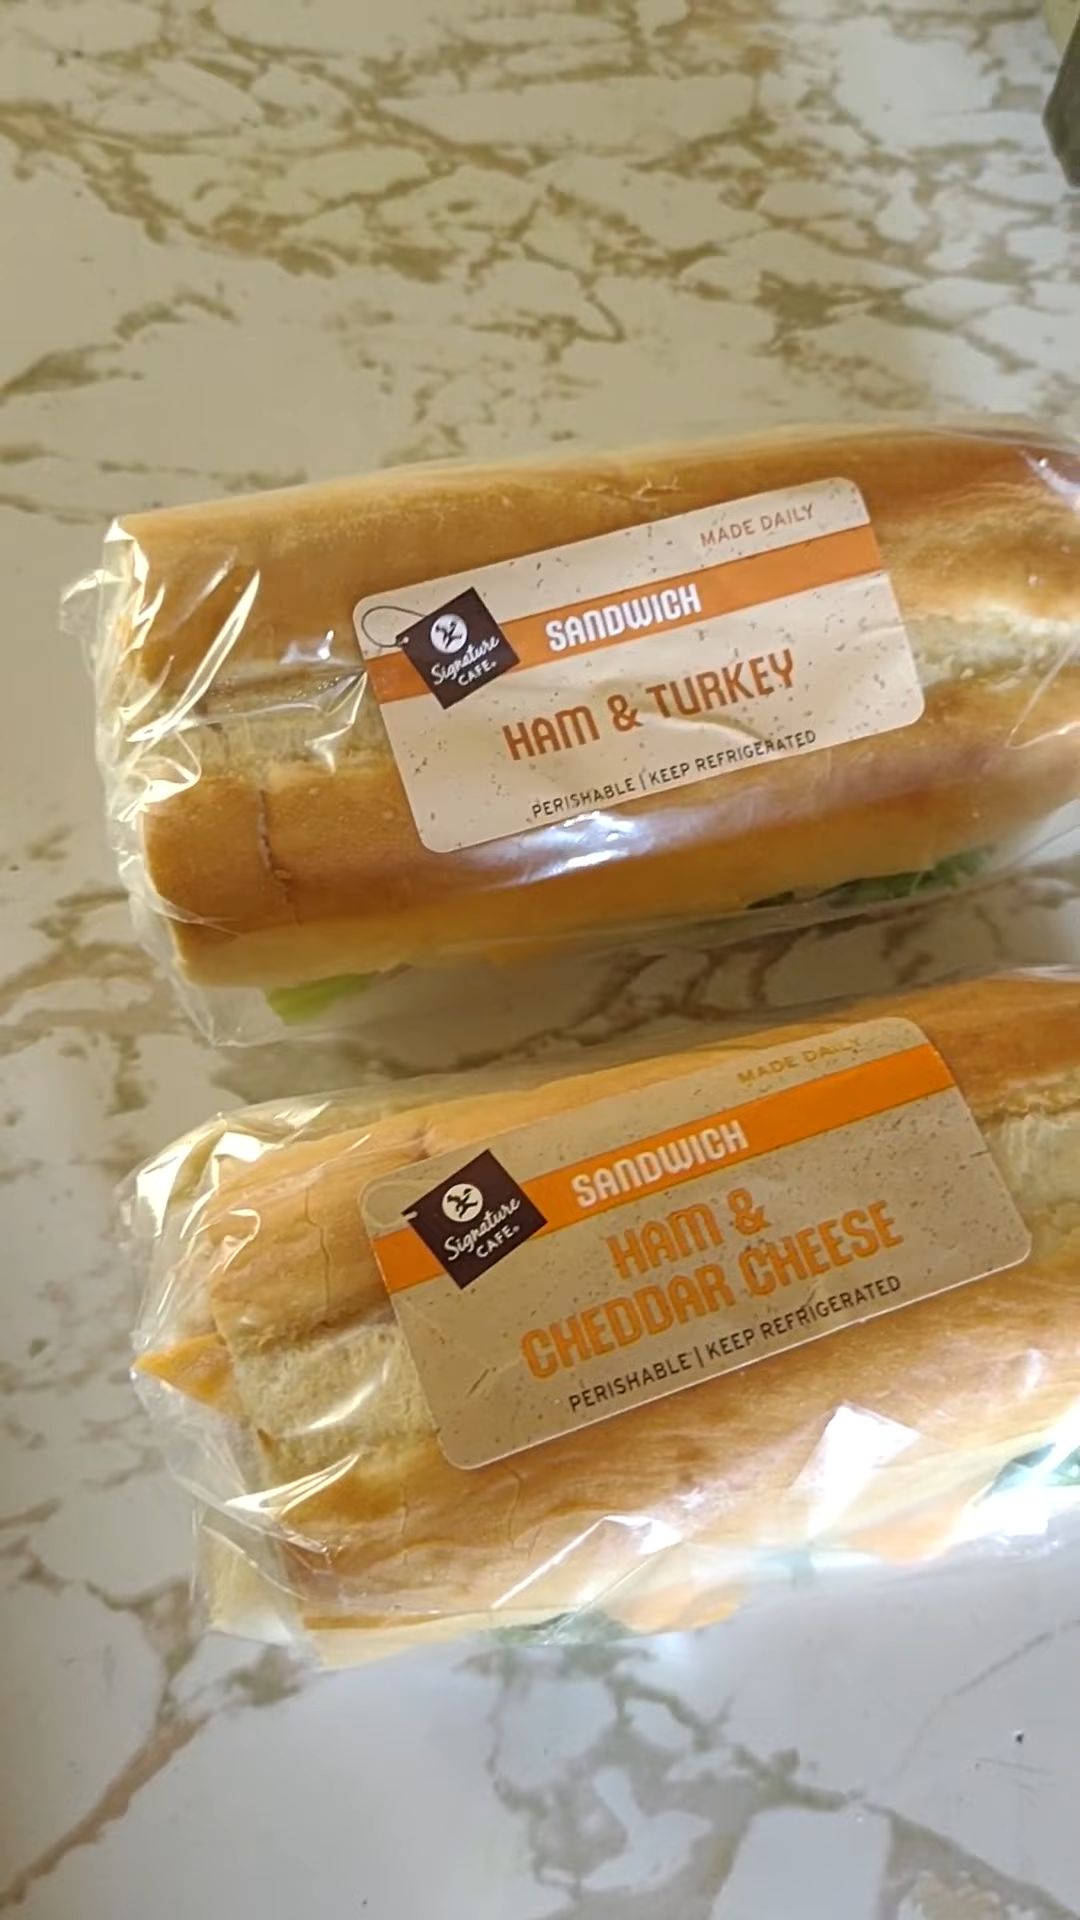 MADE DAILY
SANDWICH
Signature
CAFE®
HAM & TURKEY
PERISHABLE | KEEP REFRIGERATED
MADE DAILY
SANDWICH
Signature
CAFE®
HAM &
CHEDDAR CHEESE
PERISHABLE | KEEP REFRIGERATED